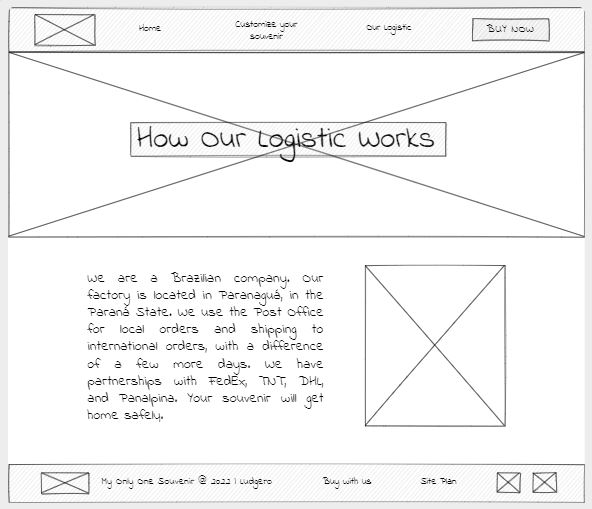 Home
Customize your
souvenir
Our Logistic
BUY NOW
How Our Logistic Works
We are a Brazilian company. Our
factory is located in Paranaguá, in the
Paraná State. We use the Post Office
for local orders and shipping to
international orders, with a difference
of a few more days. We have
partnerships with FedEx, TNT, DHL,
and Panalpina. Your souvenir will get
home safely.
My Only One Souvenir @ 2022 | Ludgero
Buy with us
Site Plan